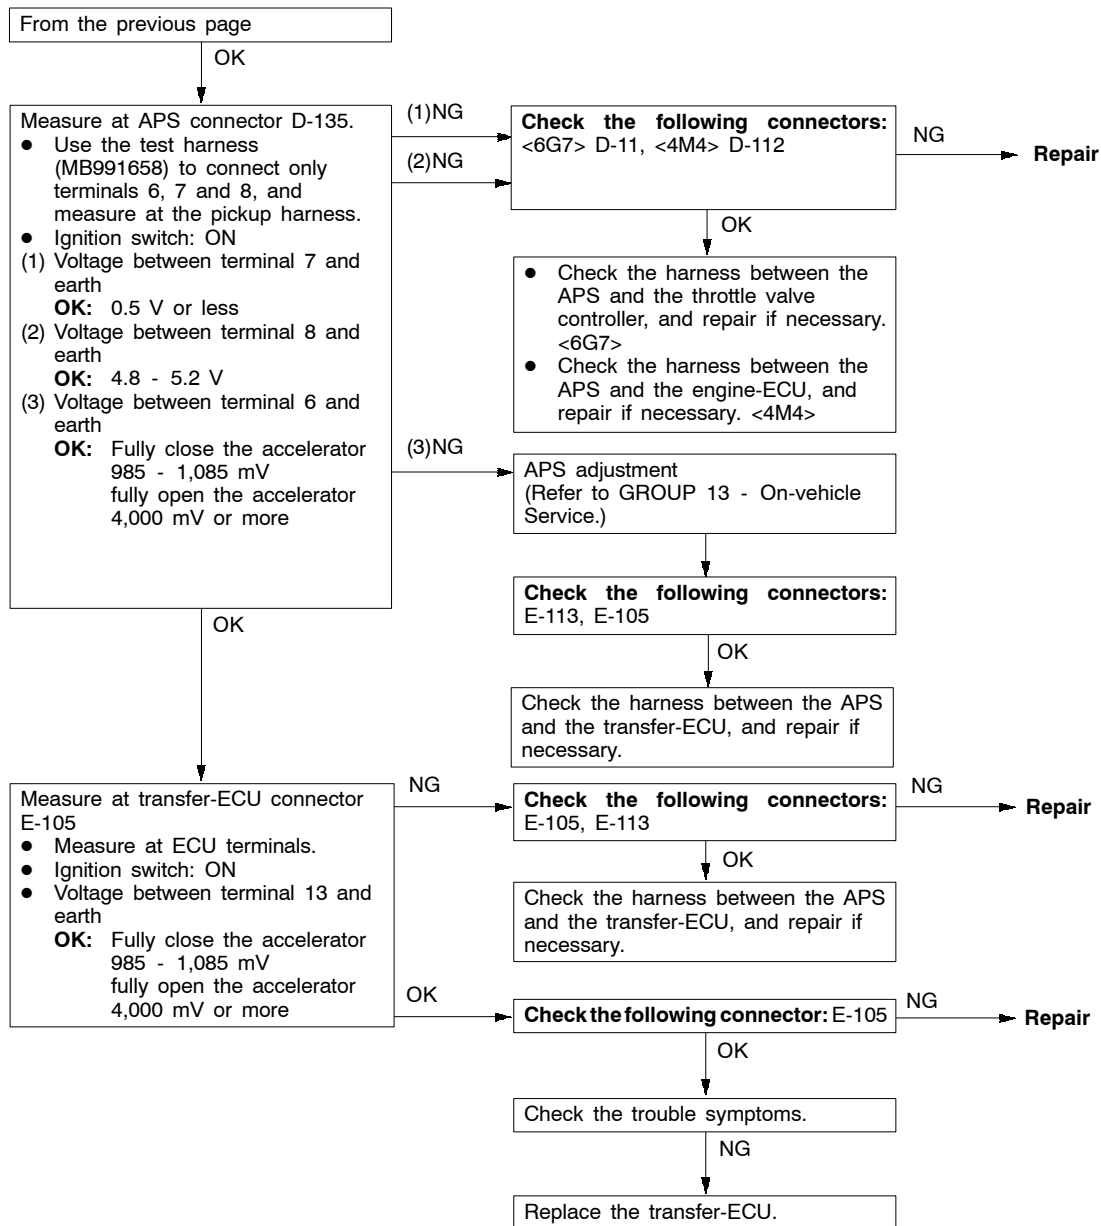 From the previous page
OK
Measure at APS connector D-135.
● Use the test harness
(MB991658) to connect only
terminals 6, 7 and 8, and
measure at the pickup harness.
● Ignition switch: ON
(1) Voltage between terminal 7 and
earth
OK: 0.5 V or less
(2) Voltage between terminal 8 and
earth
OK: 4.8 - 5.2 V
(3) Voltage between terminal 6 and
earth
OK: Fully close the accelerator
985 - 1,085 mV
fully open the accelerator
4,000 mV or more
(1)NG
(2)NG
Check the following connectors:
<6G7> D-11, <4M4> D-112
NG
Repair
OK
● Check the harness between the
APS and the throttle valve
controller, and repair if necessary.
<6G7>
● Check the harness between the
APS and the engine-ECU, and
repair if necessary. <4M4>
(3)NG
APS adjustment
(Refer to GROUP 13 - On-vehicle
Service.)
Check the following connectors:
E-113, E-105
OK
Check the harness between the APS
and the transfer-ECU, and repair if
necessary.
OK
Measure at transfer-ECU connector
E-105
● Measure at ECU terminals.
● Ignition switch: ON
● Voltage between terminal 13 and
earth
OK: Fully close the accelerator
985 - 1,085 mV
fully open the accelerator
4,000 mV or more
NG
Check the following connectors:
E-105, E-113
NG
Repair
OK
Check the harness between the APS
and the transfer-ECU, and repair if
necessary.
OK
Check the following connector: E-105
NG
Repair
OK
Check the trouble symptoms.
NG
Replace the transfer-ECU.